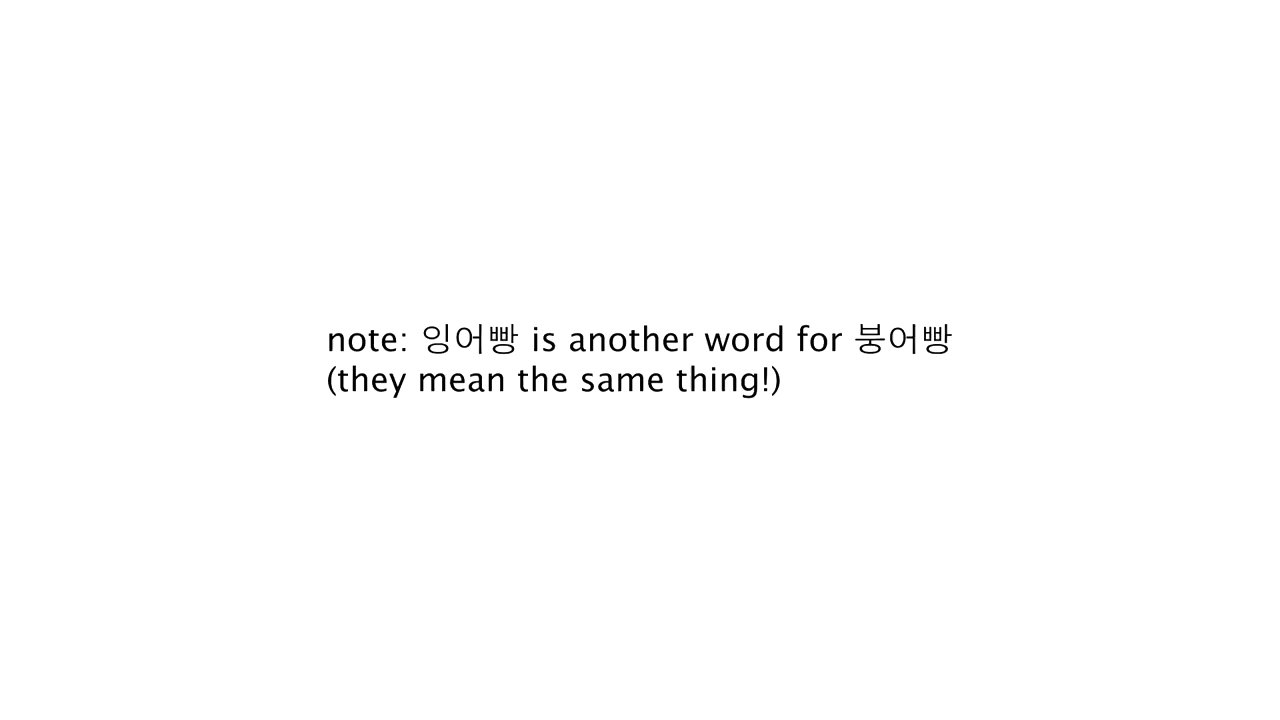 note: 잉어빵 is another word for 붕어빵
(they mean the same thing!)